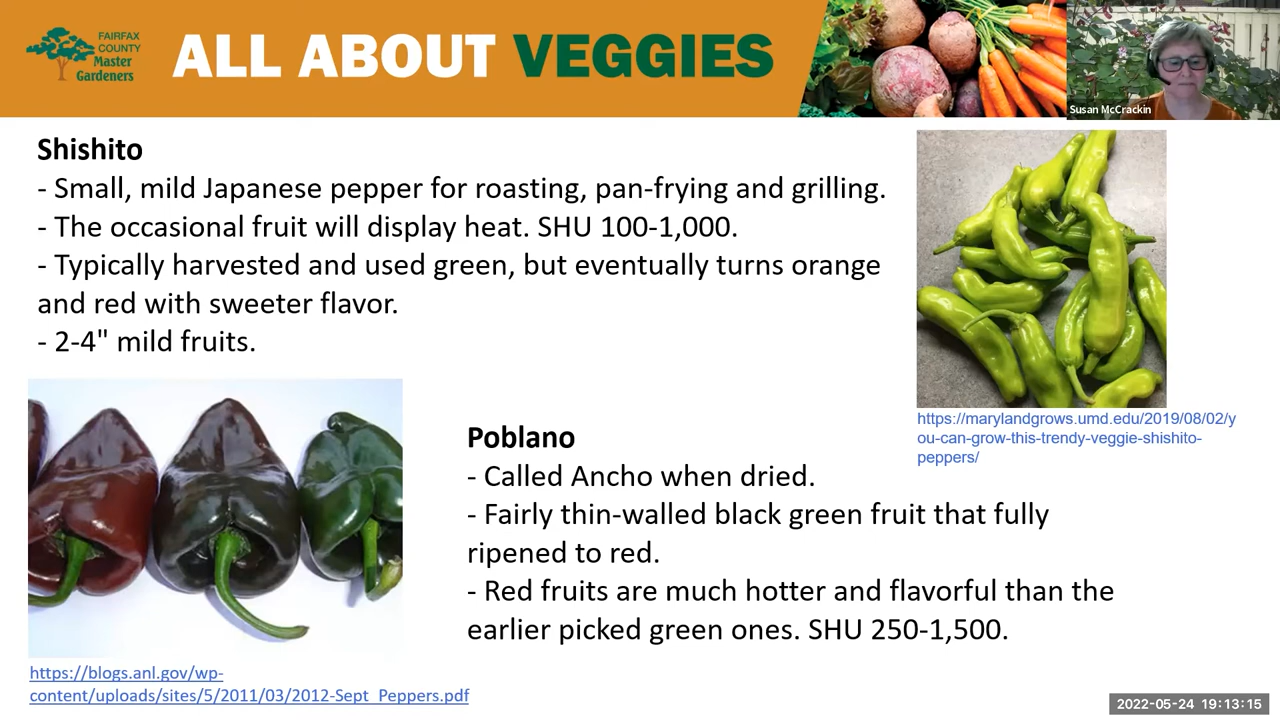 FAIRFAX
COUNTY
Master
Gardeners
ALL ABOUT VEGGIES
Susan McCrackin
Shishito
- Small, mild Japanese pepper for roasting, pan-frying and grilling.
- The occasional fruit will display heat. SHU 100-1,000.
- Typically harvested and used green, but eventually turns orange
and red with sweeter flavor.
- 2-4" mild fruits.
https://marylandgrows.umd.edu/2019/08/02/y
ou-can-grow-this-trendy-veggie-shishito-
peppers/
Poblano
- Called Ancho when dried.
- Fairly thin-walled black green fruit that fully
ripened to red.
- Red fruits are much hotter and flavorful than the
earlier picked green ones. SHU 250-1,500.
https://blogs.anl.gov/wp-
content/uploads/sites/5/2011/03/2012-Sept_Peppers.pdf
2022-05-24 19:13:15